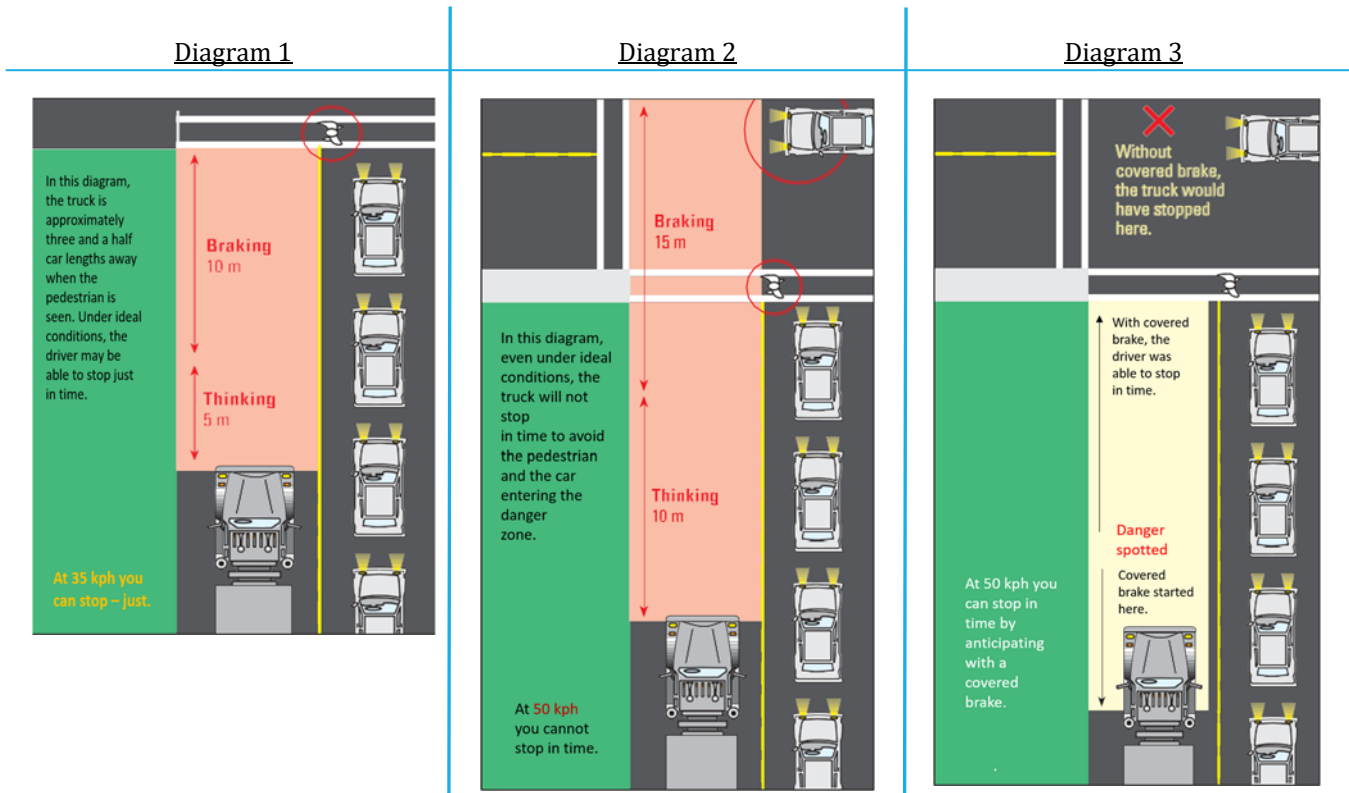 Diagram 1
In this diagram,
the truck is
approximately
three and a half
car lengths away
when the
pedestrian is
seen. Under ideal
conditions, the
driver may be
able to stop just
in time.
Braking
10 m
Thinking
5 m
At 35 kph you
can stop – just.
Diagram 2
Braking
15 m
In this diagram,
even under ideal
conditions, the
truck will not
stop
in time to avoid
the pedestrian
and the car
entering the
danger
zone.
Thinking
10 m
At 50 kph
you cannot
stop in time.
Diagram 3
Without
covered brake,
the truck would
have stopped
here.
With covered
brake, the
driver was
able to stop
in time.
Danger
spotted
Covered
brake started
here.
At 50 kph you
can stop in
time by
anticipating
with a
covered
brake.
.